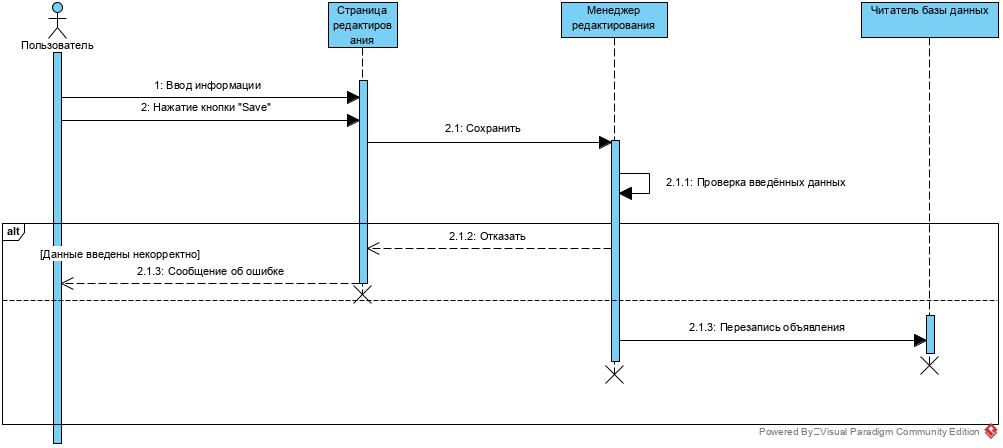 Страница
редактиров
ания
Менеджер
редактирования
Читатель базы данных
Пользователь
1: Ввод информации
2: Нажатие кнопки "Save"
2.1: Сохранить
2.1.1: Проверка введённых данных
alt
2.1.2: Отказать
[Данные введены некорректно]
2.1.3: Сообщение об ошибке
2.1.3: Перезапись объявления
Powered By Visual Paradigm Community Edition